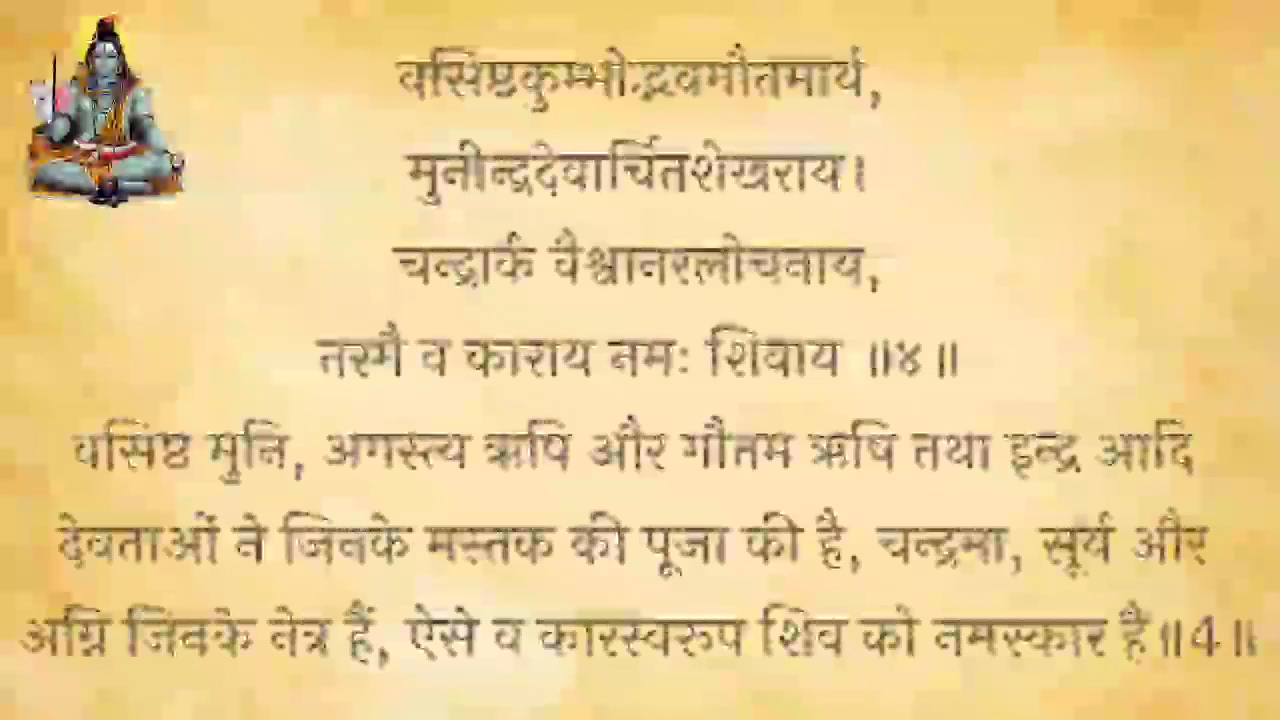 वसिष्ठकुम्भोद्भवगौतमार्य,
मुनीन्द्रदेवार्चितशेखराय।
चन्द्रार्क वैश्वानरलोचनाय,
तस्मै व काराय नमः शिवाय ॥४॥
वसिष्ठ मुनि, अगस्त्य ऋषि और गौतम ऋषि तथा इन्द्र आदि
देवताओं ने जिनके मस्तक की पूजा की है, चन्द्रमा, सूर्य और
अग्नि जिनके नेत्र हैं, ऐसे व कारस्वरुप शिव को नमस्कार है॥4॥